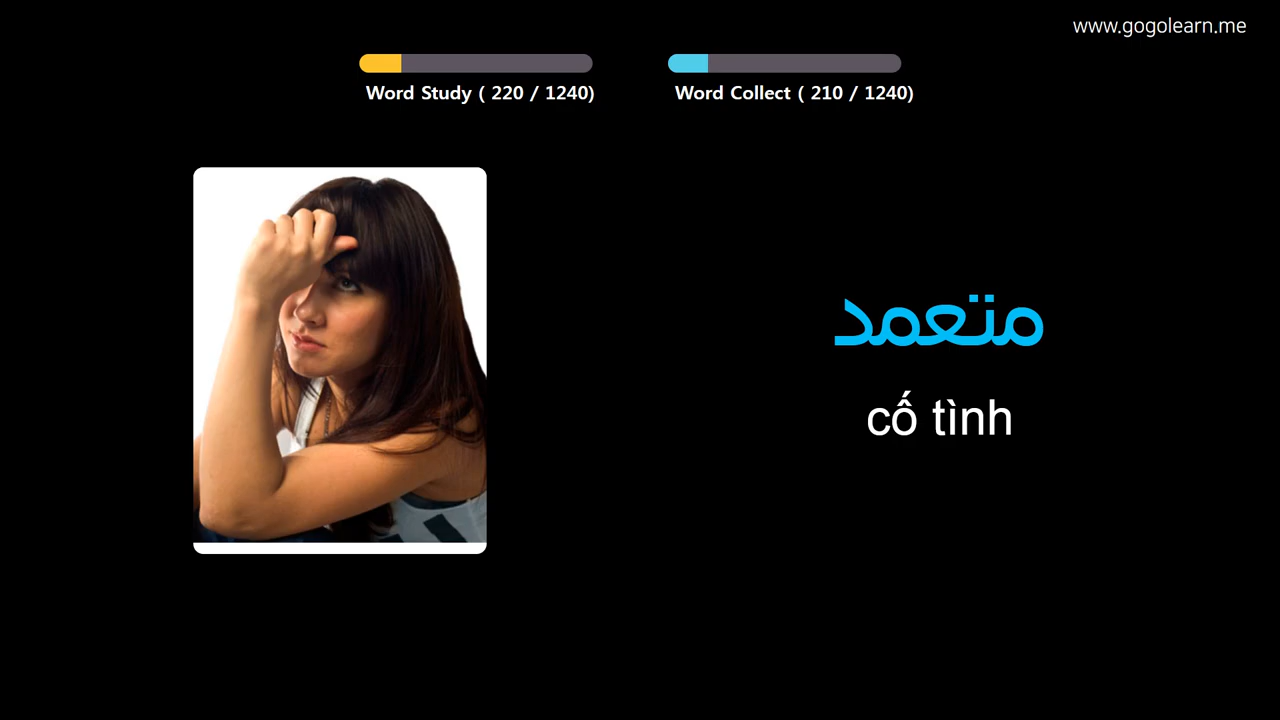 www.gogolearn.me
Word Study ( 220 / 1240)
Word Collect ( 210 / 1240)
متعمد
cố tình